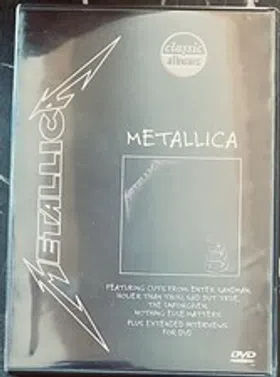 classic
albums
METALLICA
METALLICA
METALLICA
FEATURING CUTS FROM ENTER SANDMAN,
HOLIER THAN THOU, SAD BUT TRUE,
THE UNFORGIVEN,
NOTHING ELSE MATTERS.
PLUS EXTENDED INTERVIEWS
FOR DVD
DVD